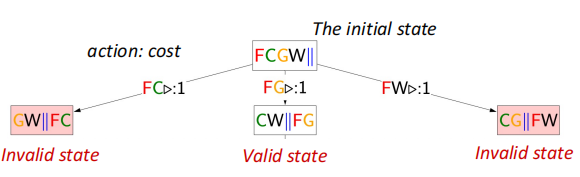 The initial state
action: cost
FCGW||
FC▷:1
FG▷:1
FW▷:1
GW||FC
CW||FG
CG||FW
Invalid state
Valid state
Invalid state